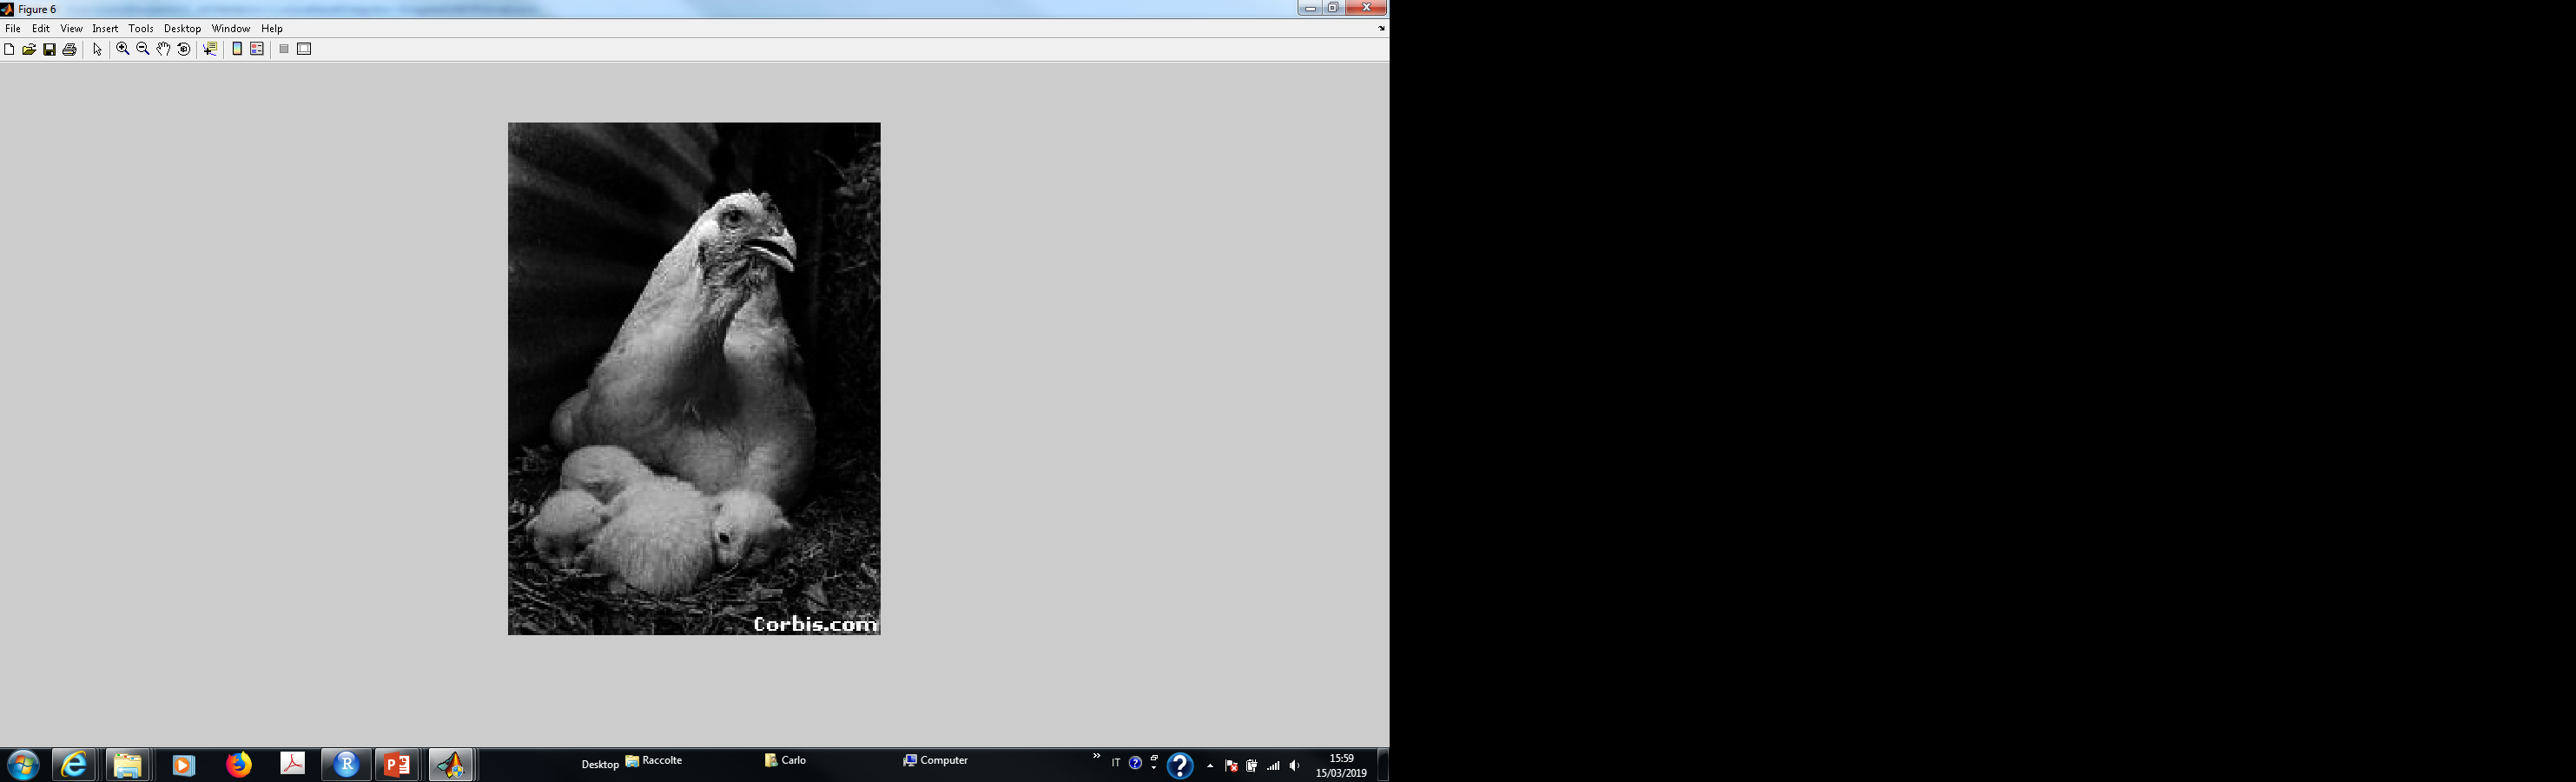 Figure 6
File Edit View Insert Tools Desktop Window Help
Corbis.com
Desktop Raccolte Carlo Computer » IT 15:59
15/03/2019